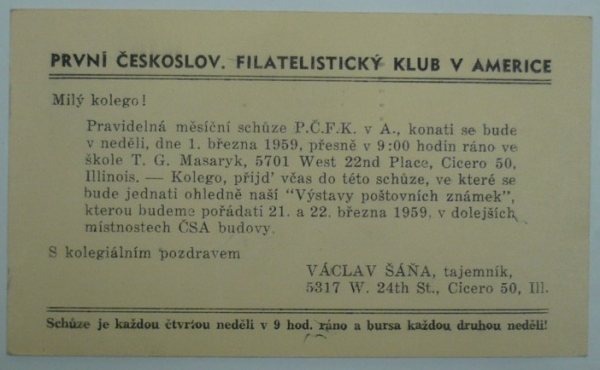 PRVNÍ ČESKOSLOV. FILATELISTICKÝ KLUB V AMERICE
Milý kolego!
Pravidelná měsíční schůze P.Č.F.K. v A., konati se bude
v neděli, dne 1. března 1959, přesně v 9:00 hodin ráno ve
škole T. G. Masaryk, 5701 West 22nd Place, Cicero 50,
Illinois. — Kolego, přijď včas do této schůze, ve které se
bude jednati ohledně naší “Výstavy poštovních známek”,
kterou budeme pořádati 21. a 22. března 1959. v dolejších
místnostech ČSA budovy.
S kolegiálním pozdravem
VÁCLAV ŠÁŇA, tajemník,
5317 W. 24th St., Cicero 50, Ill.
Schůze je každou čtvrtou neděli v 9 hod. ráno a bursa každou druhou neděli!